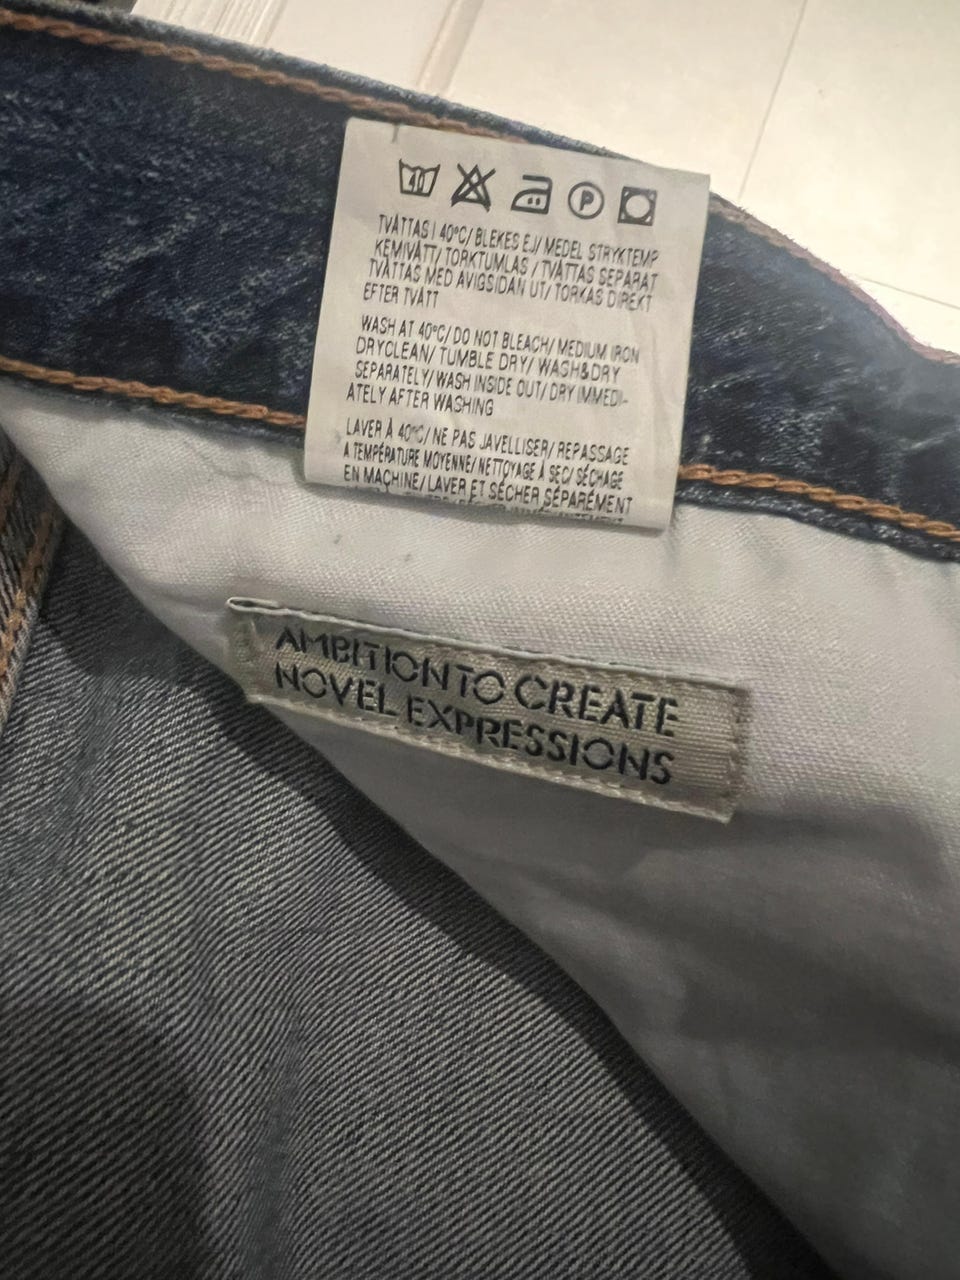 40
P
TVÄTTAS I 40°C/ BLEKES EJ/ MEDEL STRYKTEMP
KEMTVÄTT/ TORKTUMLAS / TVÄTTAS SEPARAT
TVÄTTAS MED AVIGSIDAN UT/ TORKAS DIREKT
EFTER TVÄTT
WASH AT 40°C/ DO NOT BLEACH/ MEDIUM IRON
DRYCLEAN/ TUMBLE DRY/ WASH&DRY
SEPARATELY/ WASH INSIDE OUT/ DRY IMMEDI-
ATELY AFTER WASHING
LAVER À 40°C/ NE PAS JAVELLISER/ REPASSAGE
À TEMPÉRATURE MOYENNE/ NETTOYAGE À SEC/ SÉCHAGE
EN MACHINE/ LAVER ET SÉCHER SÉPARÉMENT
AMBITION TO CREATE
NOVEL EXPRESSIONS